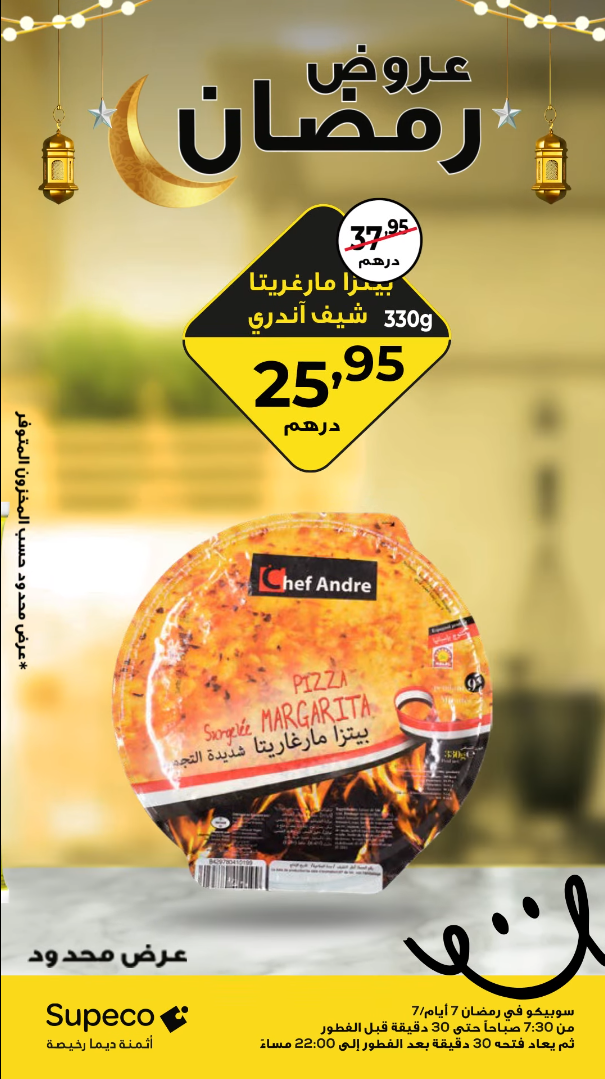 عروض
رمضان
37,95
درهم
بيتزا مارغريتا
شيف آندري 330g
25,95
درهم
*عرض محدود حسب المخزون المتوفر
Chef Andre
PIZZA
Surgelée MARGARITA
بيتزا مارغاريتا شديدة التجمد
330g
8429780410199
عرض محدود
Supeco
أثمنة ديما رخيصة
سوبيكو في رمضان 7 أيام/7
من 7:30 صباحاً حتى 30 دقيقة قبل الفطور
ثم يعاد فتحه 30 دقيقة بعد الفطور إلى 22:00 مساءً